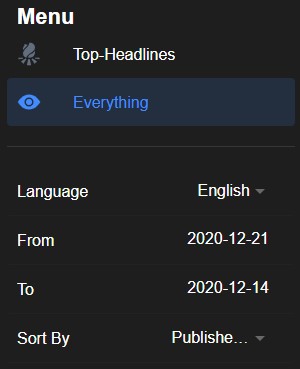 Menu
Top-Headlines
Everything
Language English
From 2020-12-21
To 2020-12-14
Sort By Publishe...